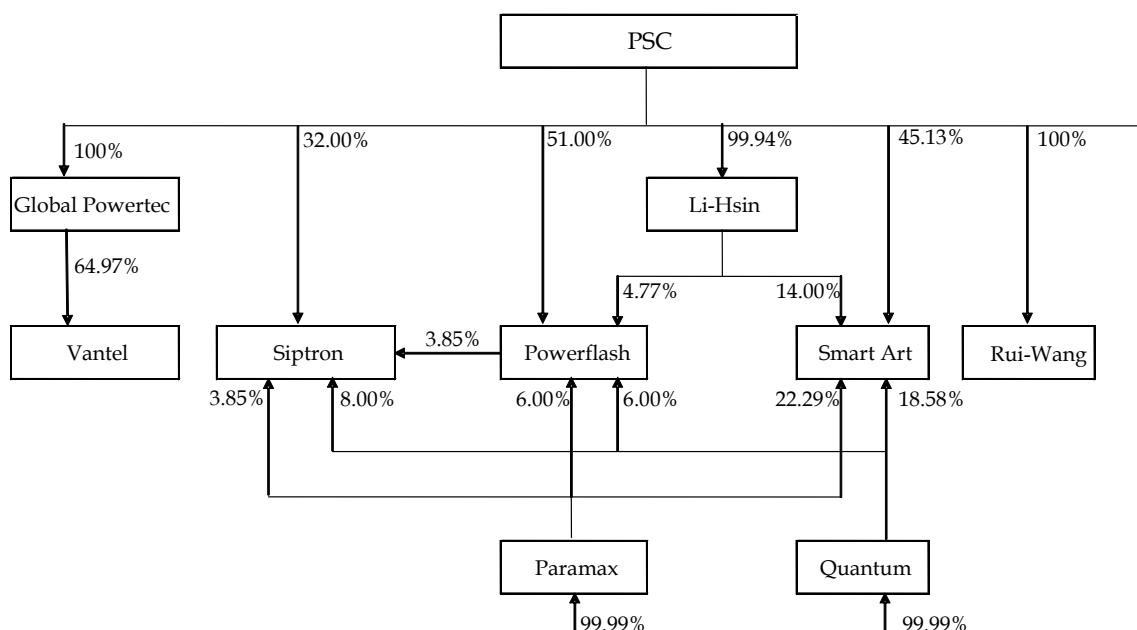 PSC
100%
32.00%
51.00%
99.94%
45.13%
100%
Global Powertec
Li-Hsin
64.97%
4.77%
14.00%
3.85%
Vantel
Siptron
Powerflash
Smart Art
Rui-Wang
3.85%
8.00%
6.00%
6.00%
22.29%
18.58%
Paramax
Quantum
99.99%
99.99%